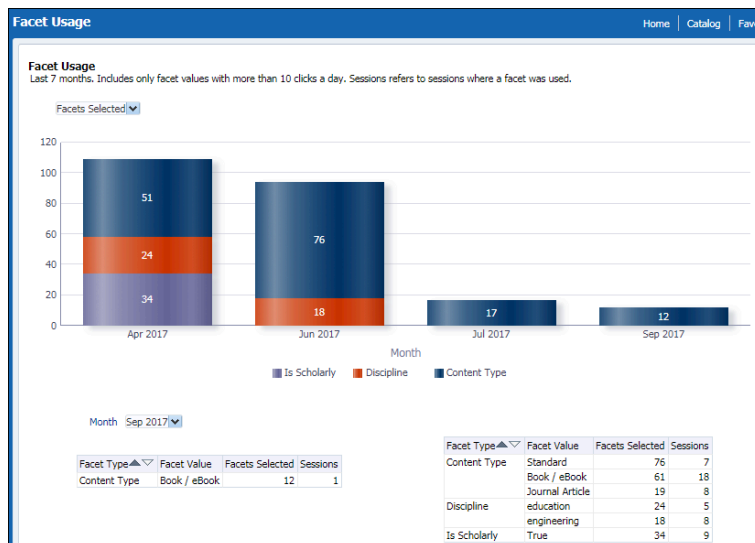 Facet Usage
Home Catalog
Facet Usage
Last 7 months. Includes only facet values with more than 10 clicks a day. Sessions refers to sessions where a facet was used.
Facets Selected
120
100
80
60
40
20
0
51
24
34
76
18
17
12
Apr 2017 Jun 2017 Jul 2017 Sep 2017
Month
Is Scholarly Discipline Content Type
Month Sep 2017
Facet Type Facet Value Facets Selected Sessions
Content Type Book / eBook 12 1
Facet Type Facet Value Facets Selected Sessions
Content Type Standard 76 7
Book / eBook 61 18
Journal Article 19 8
Discipline education 24 5
engineering 18 8
Is Scholarly True 34 9